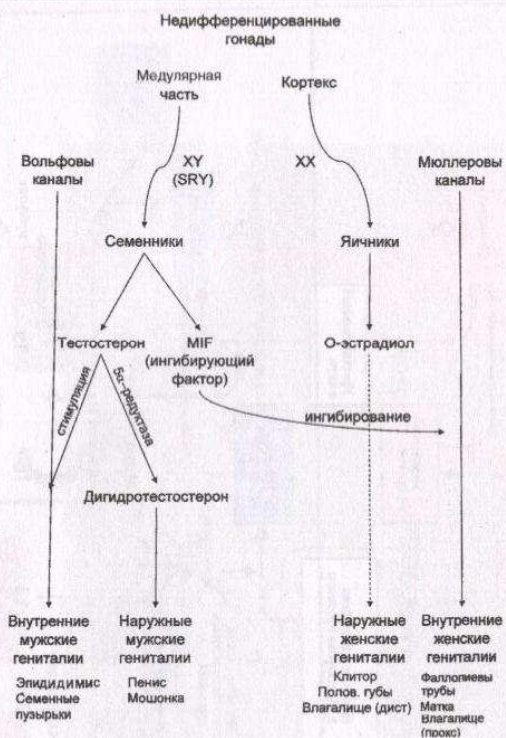 Недифференцированные
гонады
Медулярная
часть
Кортекс
Вольфовы
каналы
XY
(SRY)
XX
Мюллеровы
каналы
Семенники
Яичники
Тестостерон
MIF
(ингибирующий
фактор)
О-эстрадиол
стимуляция
5α-редуктаза
ингибирование
Дигидротестостерон
Внутренние
мужские
гениталии
Наружные
мужские
гениталии
Наружные
женские
гениталии
Внутренние
женские
гениталии
Эпидидимис
Семенные
пузырьки
Пенис
Мошонка
Клитор
Полов. губы
Влагалище (дист)
Фаллопиевы
трубы
Матка
Влагалище
(прокс)